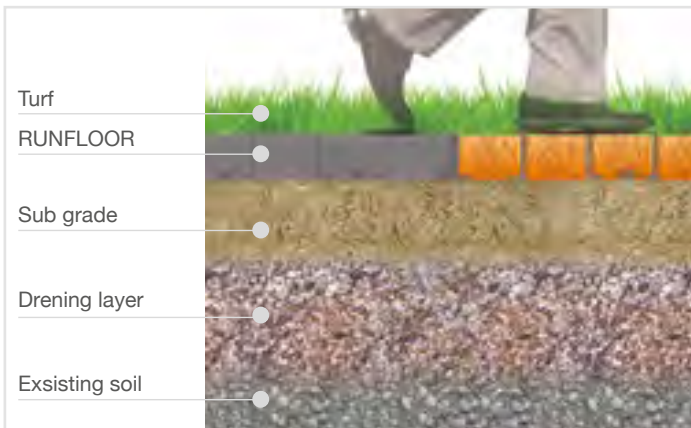 Turf
RUNFLOOR
Sub grade
Drening layer
Exsisting soil